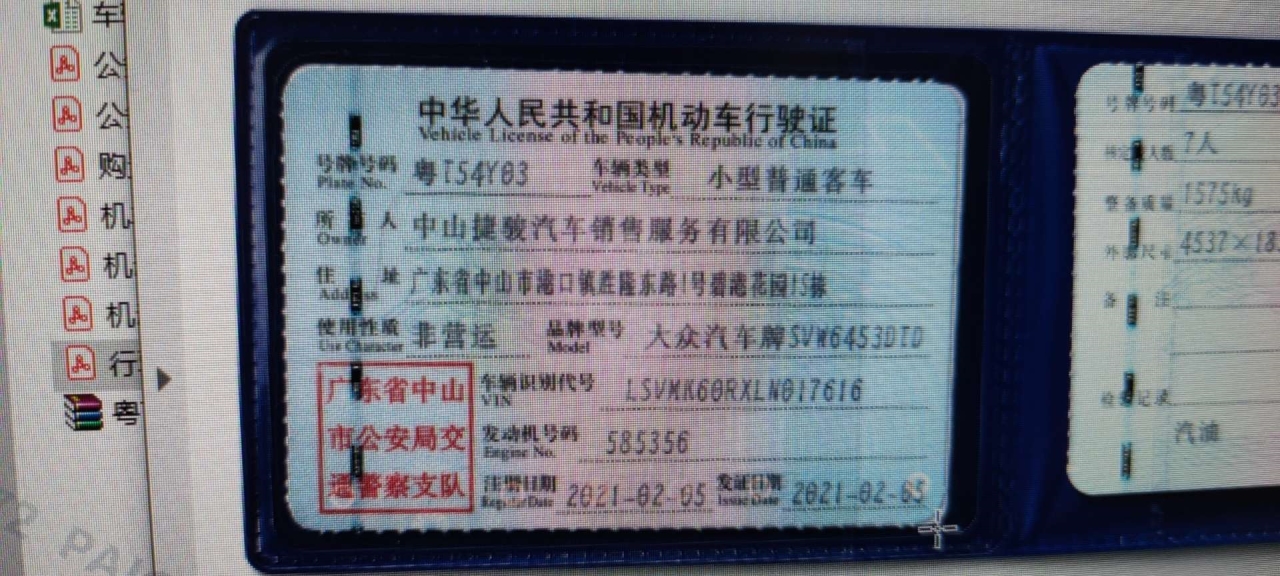 车
公
公
购
机
机
机
行
粤
中华人民共和国机动车行驶证
Vehicle License of the People's Republic of China
号牌号码 粤T54Y03 车辆类型 小型普通客车
Plate No. Vehicle Type
所 人 中山捷骏汽车销售服务有限公司
Owner
住 址 广东省中山市港口镇胜隆东路1号碧港花园15栋
Address
使用性质 非营运 品牌型号 大众汽车牌SVW6453DTD
Use Character Model
广东省中山
市公安局交
通警察支队
车辆识别代号 LSVMK60RXLN017616
VIN
发动机号码 585356
Engine No.
注册日期 2021-02-05 发证日期 2021-02-05
Register Date Issue Date
号牌号码 粤T54Y03
核定 人数 7人
整备质量 1575kg
外廓尺寸 4537×18
备 注
检验记录
汽油